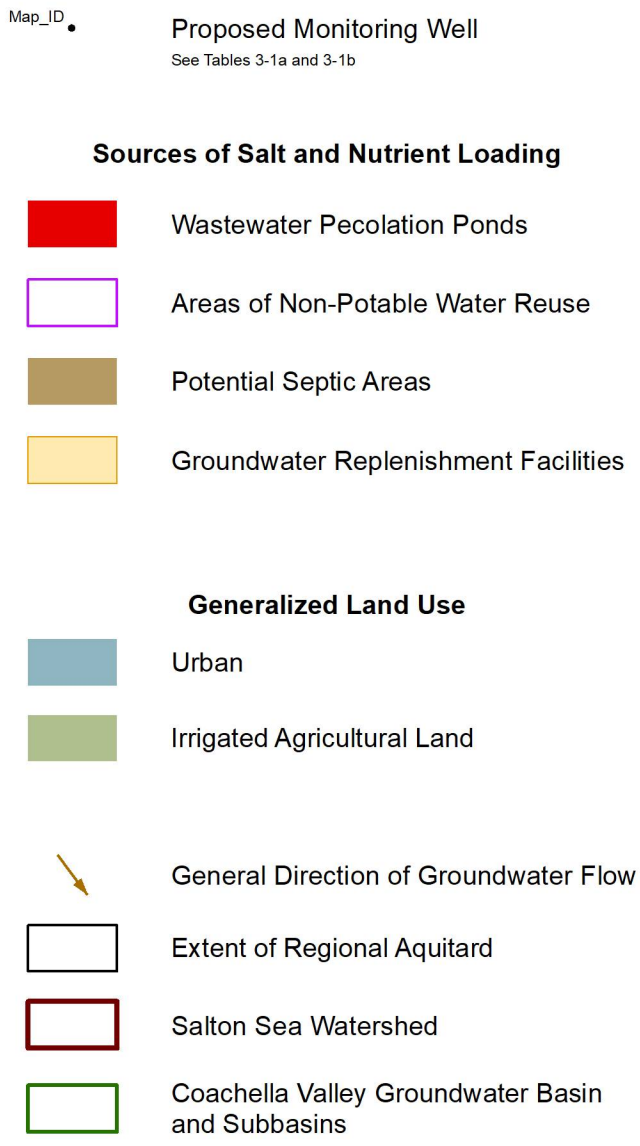 Map_ID
Proposed Monitoring Well
See Tables 3-1a and 3-1b
Sources of Salt and Nutrient Loading
Wastewater Pecolation Ponds
Areas of Non-Potable Water Reuse
Potential Septic Areas
Groundwater Replenishment Facilities
Generalized Land Use
Urban
Irrigated Agricultural Land
General Direction of Groundwater Flow
Extent of Regional Aquitard
Salton Sea Watershed
Coachella Valley Groundwater Basin
and Subbasins